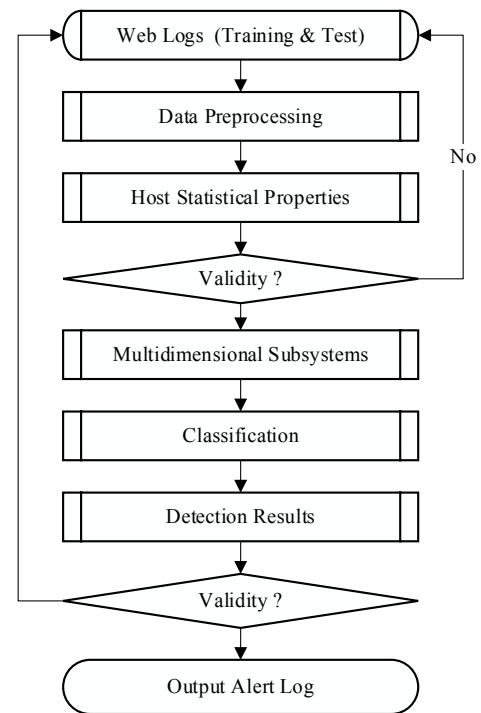 Web Logs (Training & Test)
Data Preprocessing
No
Host Statistical Properties
Validity ?
Multidimensional Subsystems
Classification
Detection Results
Validity ?
Output Alert Log